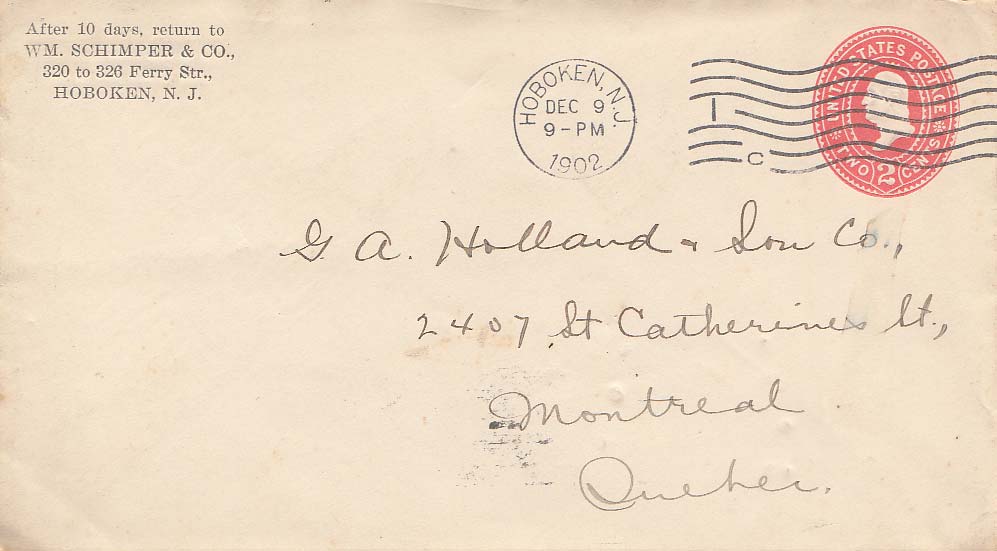 After 10 days, return to
WM. SCHIMPER & CO.,
320 to 326 Ferry Str.,
HOBOKEN, N. J.
HOBOKEN, N.J.
DEC 9
9-PM
1902
1
C
UNITED STATES POSTAGE
TWO 2 CENTS
G. A. Holland & Son Co.,
2407 St Catherines St.,
Montreal
Quebec.